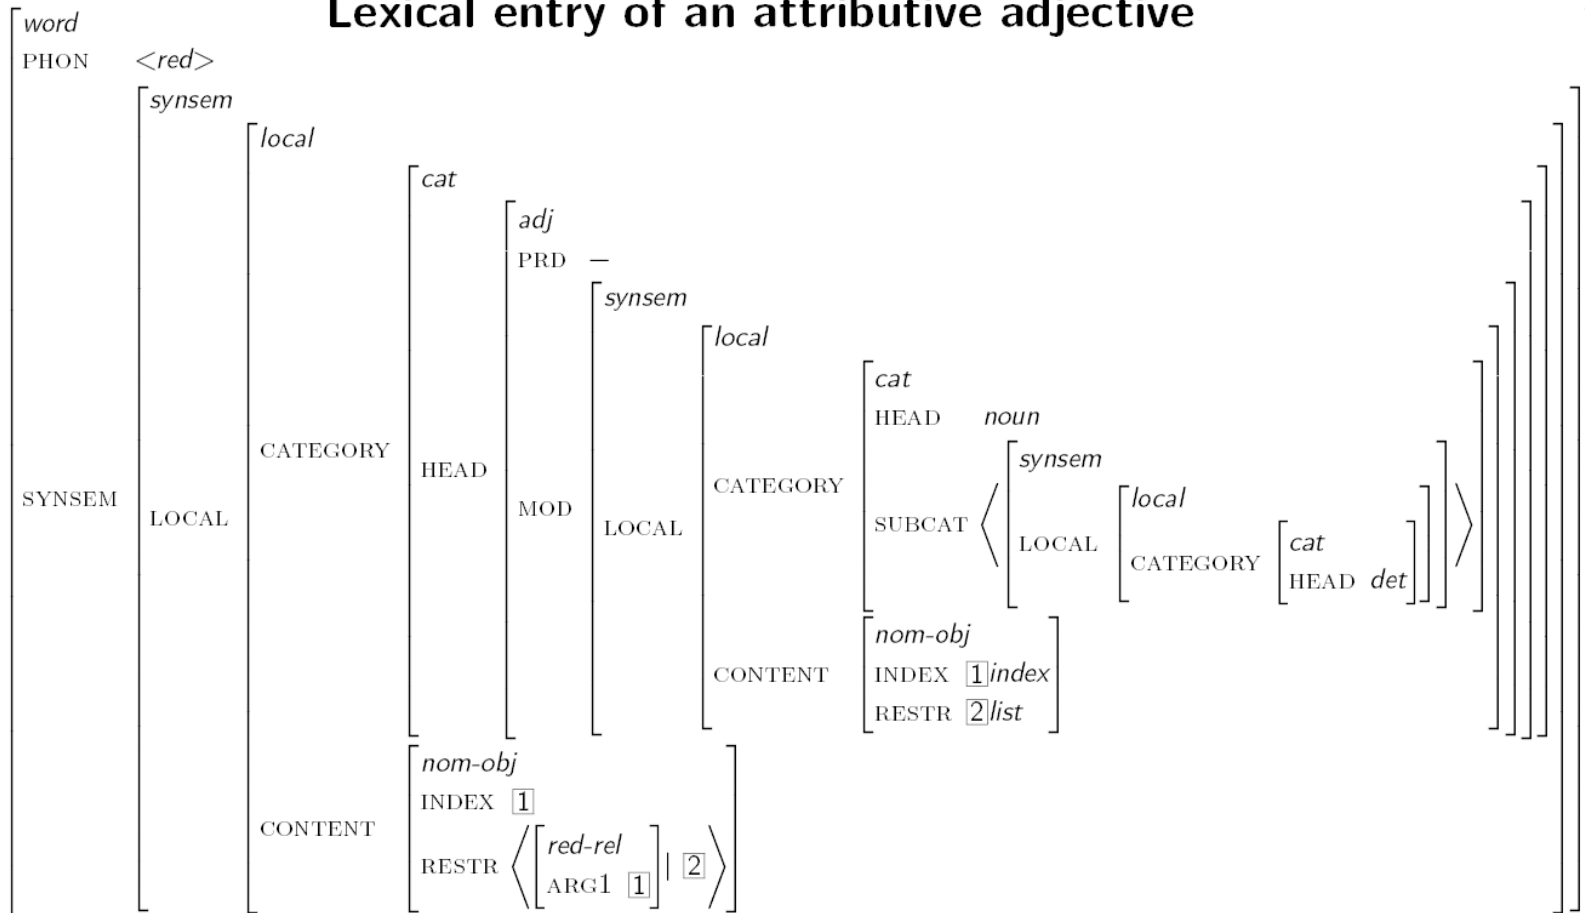 Lexical entry of an attributive adjective
word
PHON <red>
synsem
local
cat
adj
PRD –
synsem
local
cat
HEAD noun
synsem
local
cat
HEAD det
CATEGORY
LOCAL
SUBCAT < >
CATEGORY
LOCAL
MOD
HEAD
CATEGORY
LOCAL
SYNSEM
nom-obj
INDEX 1 index
RESTR 2 list
CONTENT
nom-obj
INDEX 1
red-rel
ARG1 1
RESTR < | 2 >
CONTENT